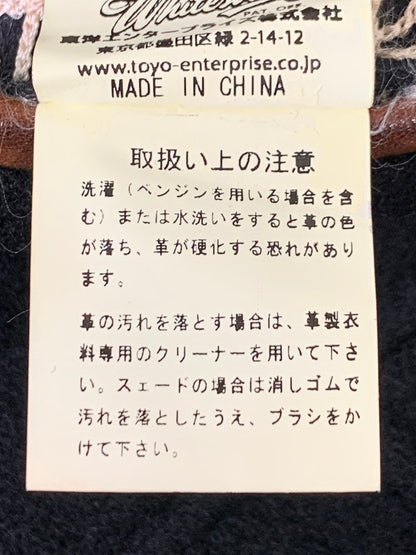 White
PAT. OFF
東洋エンタープライズ株式会社
東京都墨田区緑 2-14-12
www.toyo-enterprise.co.jp
MADE IN CHINA
取扱い上の注意
洗濯（ベンジンを用いる場合を含
む）または水洗いをすると革の色
が落ち、革が硬化する恐れがあり
ます。
革の汚れを落とす場合は、革製衣
料専用のクリーナーを用いて下さ
い。スェードの場合は消しゴムで
汚れを落としたうえ、ブラシをか
けて下さい。